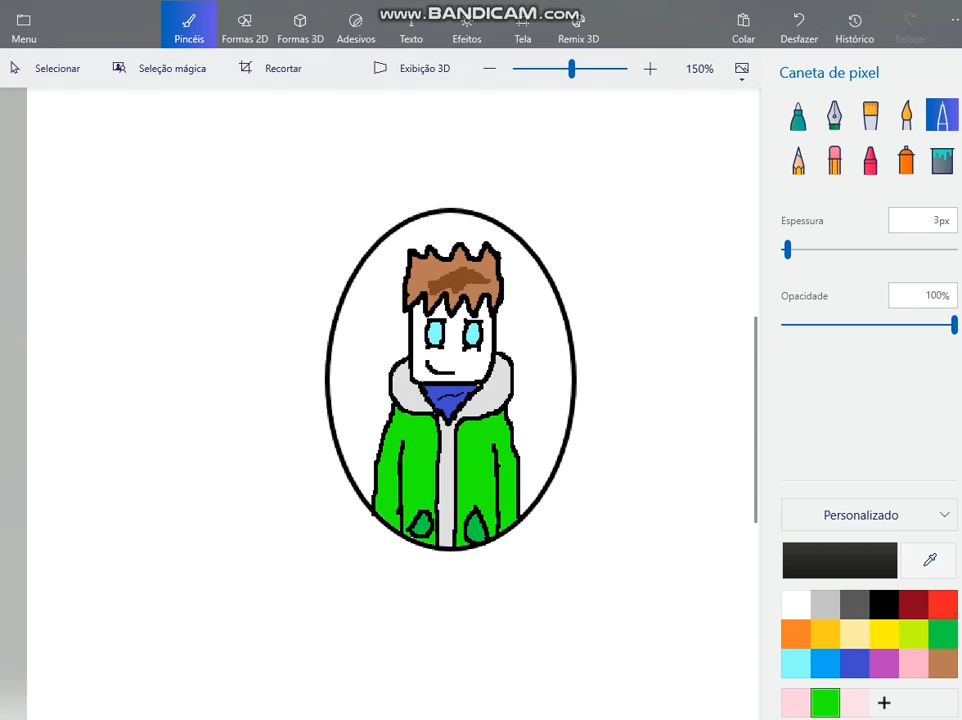 www.BANDICAM.com
Menu
Pincéis
Formas 2D
Formas 3D
Adesivos
Texto
Efeitos
Tela
Remix 3D
Colar
Desfazer
Histórico
Refazer
Selecionar
Seleção mágica
Recortar
Exibição 3D
150%
Caneta de pixel
Espessura
3px
Opacidade
100%
Personalizado